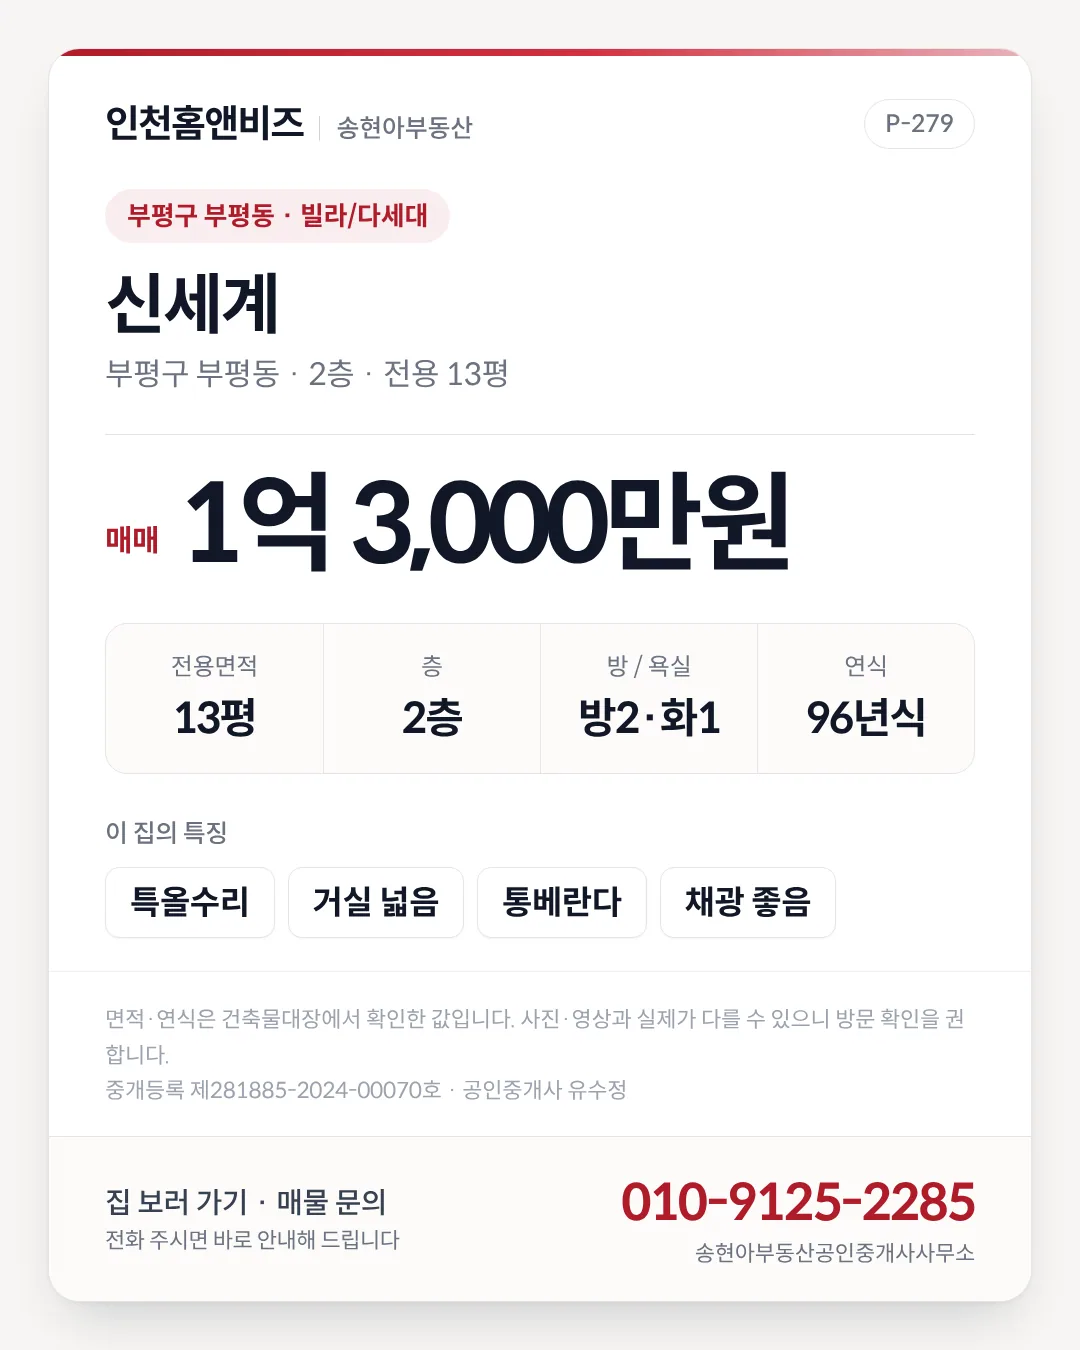 인천홈앤비즈 | 송현아부동산
P-279
부평구 부평동 · 빌라/다세대
신세계
부평구 부평동 · 2층 · 전용 13평
매매 1억 3,000만원
전용면적 층 방 / 욕실 연식
13평 2층 방2·화1 96년식
이 집의 특징
특올수리 거실 넓음 통베란다 채광 좋음
면적·연식은 건축물대장에서 확인한 값입니다. 사진·영상과 실제가 다를 수 있으니 방문 확인을 권
합니다.
중개등록 제281885-2024-00070호 · 공인중개사 유수정
집 보러 가기 · 매물 문의
전화 주시면 바로 안내해 드립니다
010-9125-2285
송현아부동산공인중개사사무소